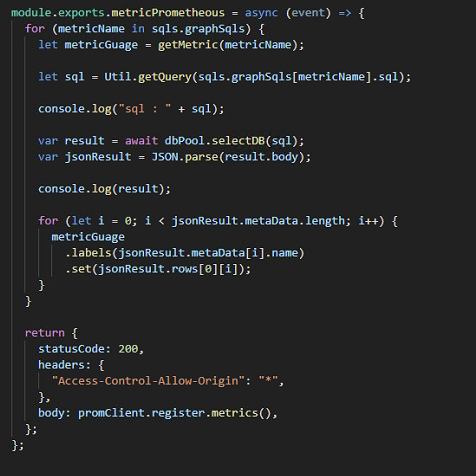 module.exports.metricPrometheous = async (event) => {
for (metricName in sqls.graphSqls) {
let metricGuage = getMetric(metricName);
let sql = Util.getQuery(sqls.graphSqls[metricName].sql);
console.log("sql : " + sql);
var result = await dbPool.selectDB(sql);
var jsonResult = JSON.parse(result.body);
console.log(result);
for (let i = 0; i < jsonResult.metaData.length; i++) {
metricGuage
.labels(jsonResult.metaData[i].name)
.set(jsonResult.rows[0][i]);
}
}
return {
statusCode: 200,
headers: {
"Access-Control-Allow-Origin": "*",
},
body: promClient.register.metrics(),
};
};